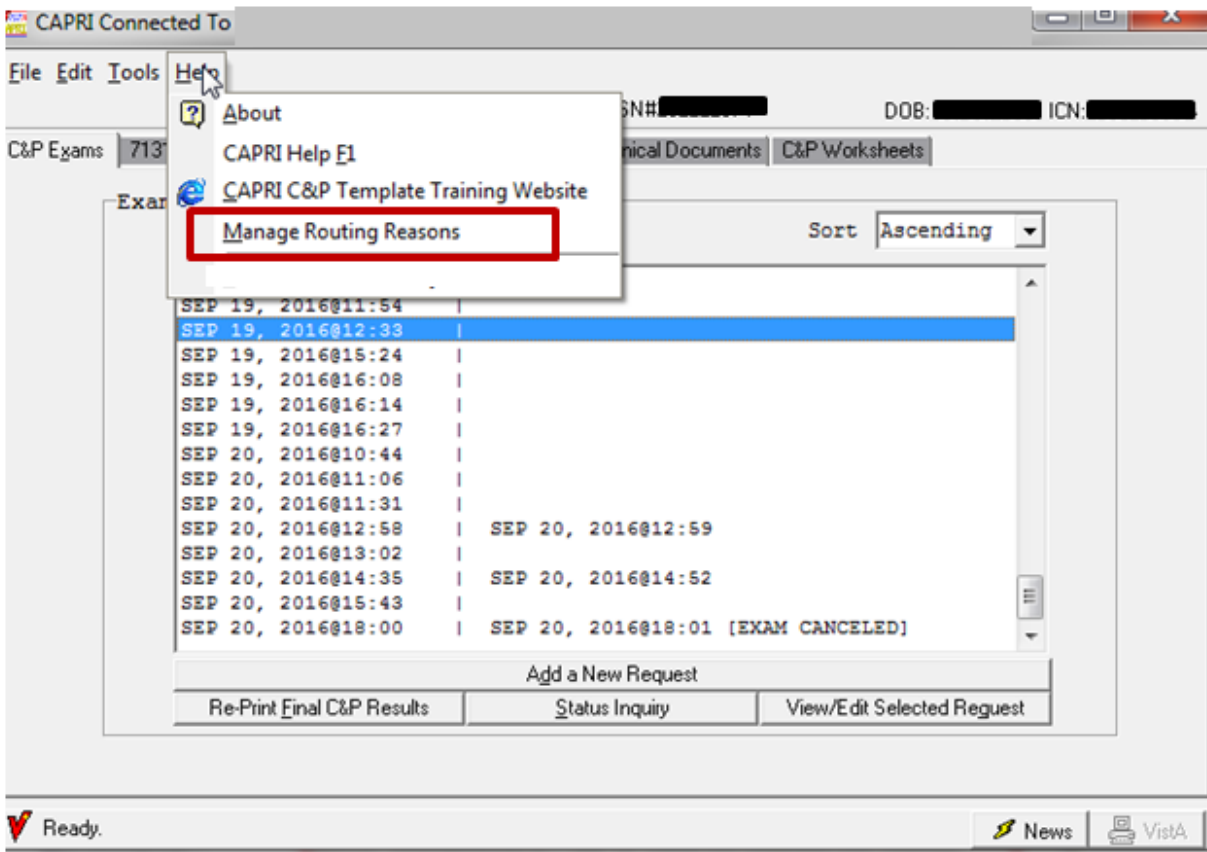 CAPRI Connected To
File Edit Tools Help
SN# DOB: ICN:
About
CAPRI Help F1
CAPRI C&P Template Training Website
Manage Routing Reasons
C&P Exams 713 nical Documents C&P Worksheets
Exam
Sort Ascending
SEP 19, 2016@11:54 |
SEP 19, 2016@12:33 |
SEP 19, 2016@15:24 |
SEP 19, 2016@16:08 |
SEP 19, 2016@16:14 |
SEP 19, 2016@16:27 |
SEP 20, 2016@10:44 |
SEP 20, 2016@11:06 |
SEP 20, 2016@11:31 |
SEP 20, 2016@12:58 | SEP 20, 2016@12:59
SEP 20, 2016@13:02 |
SEP 20, 2016@14:35 | SEP 20, 2016@14:52
SEP 20, 2016@15:43 |
SEP 20, 2016@18:00 | SEP 20, 2016@18:01 [EXAM CANCELED]
Add a New Request
Re-Print Final C&P Results Status Inquiry View/Edit Selected Request
Ready. News VistA